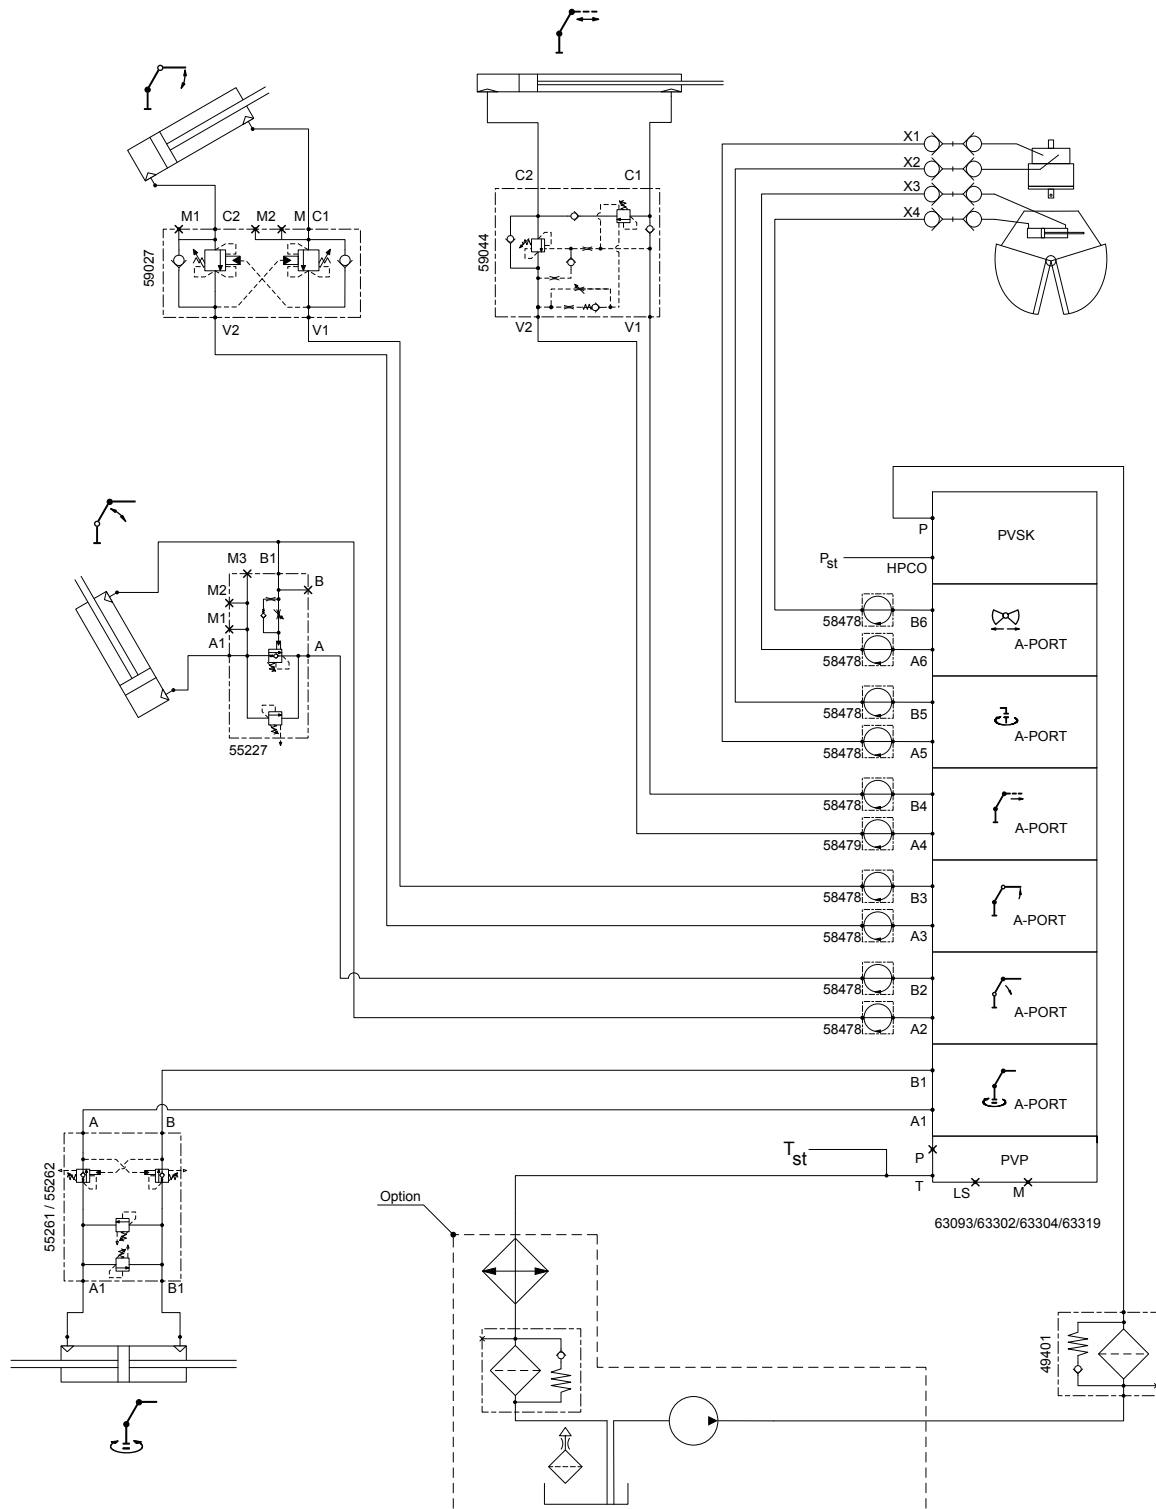 X1
X2
X3
X4
C2 C1
M1 C2 M2 M C1
59027
59044
V2 V1
V2 V1
P
PVSK
Pst
HPCO
M3 B1
B
M2
M1
A1 A
55227
58478 B6
A-PORT
58478 A6
58478 B5
A-PORT
58478 A5
58478 B4
A-PORT
58479 A4
58478 B3
A-PORT
58478 A3
58478 B2
A-PORT
58478 A2
B1
A-PORT
A1
A B
55261 / 55262
A1 B1
Tst
P
PVP
T
LS M
63093/63302/63304/63319
Option
49401